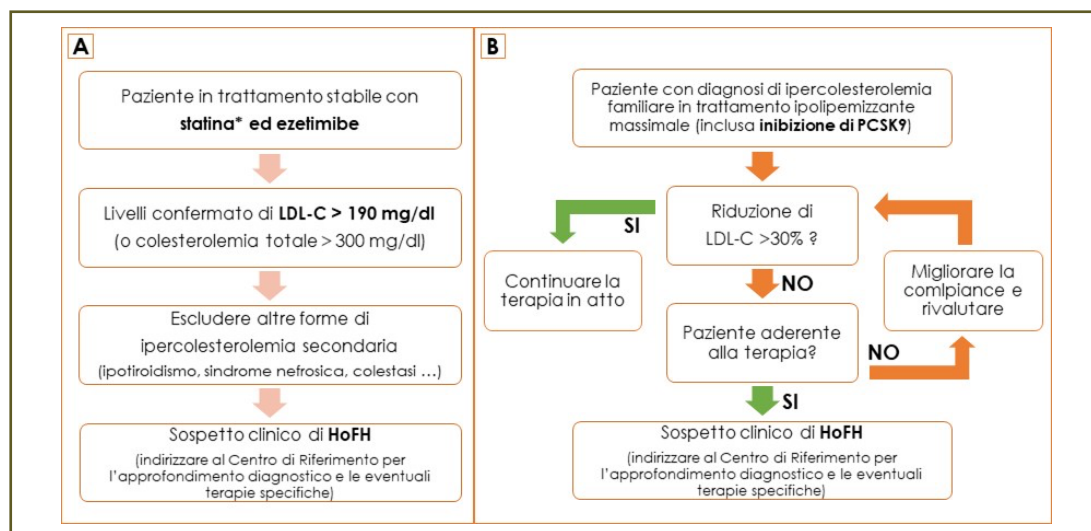 A
Paziente in trattamento stabile con
statina* ed ezetimibe
Livelli confermato di LDL-C > 190 mg/dl
(o colesterolemia totale > 300 mg/dl)
Escludere altre forme di
ipercolesterolemia secondaria
(ipotiroidismo, sindrome nefrosica, colestasi …)
Sospetto clinico di HoFH
(indirizzare al Centro di Riferimento per
l'approfondimento diagnostico e le eventuali
terapie specifiche)
B
Paziente con diagnosi di ipercolesterolemia
familiare in trattamento ipolipemizzante
massimale (inclusa inibizione di PCSK9)
Riduzione di
LDL-C >30% ?
SI
Continuare la
terapia in atto
NO
Paziente aderente
alla terapia?
NO
Migliorare la
comlpiance e
rivalutare
SI
Sospetto clinico di HoFH
(indirizzare al Centro di Riferimento per
l'approfondimento diagnostico e le eventuali
terapie specifiche)